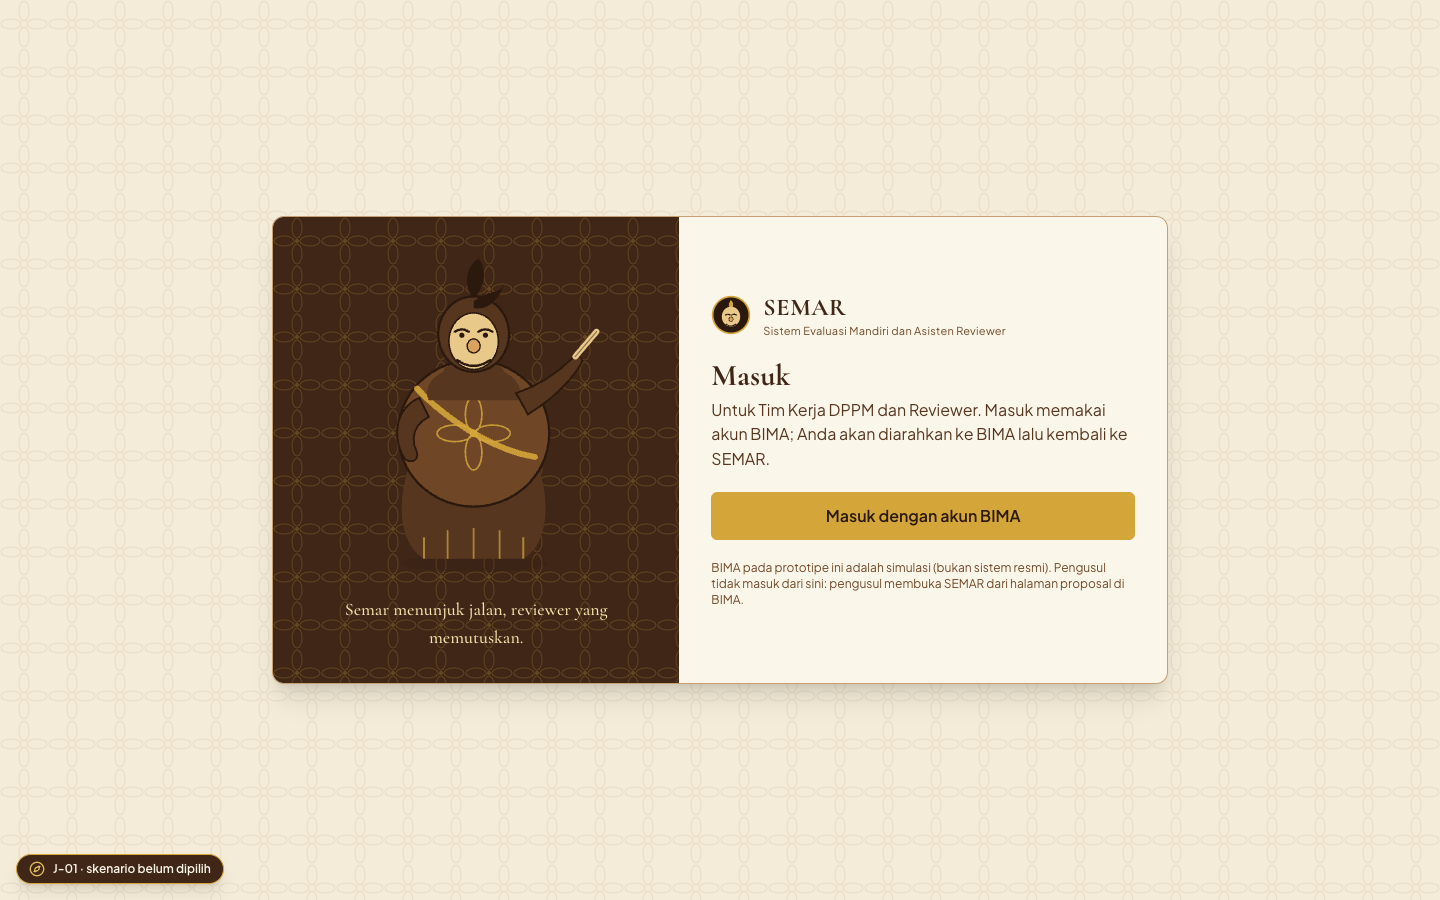 Semar menunjuk jalan, reviewer yang
memutuskan.
SEMAR
Sistem Evaluasi Mandiri dan Asisten Reviewer
Masuk
Untuk Tim Kerja DPPM dan Reviewer. Masuk memakai
akun BIMA; Anda akan diarahkan ke BIMA lalu kembali ke
SEMAR.
Masuk dengan akun BIMA
BIMA pada prototipe ini adalah simulasi (bukan sistem resmi). Pengusul
tidak masuk dari sini: pengusul membuka SEMAR dari halaman proposal di
BIMA.
J-01 · skenario belum dipilih